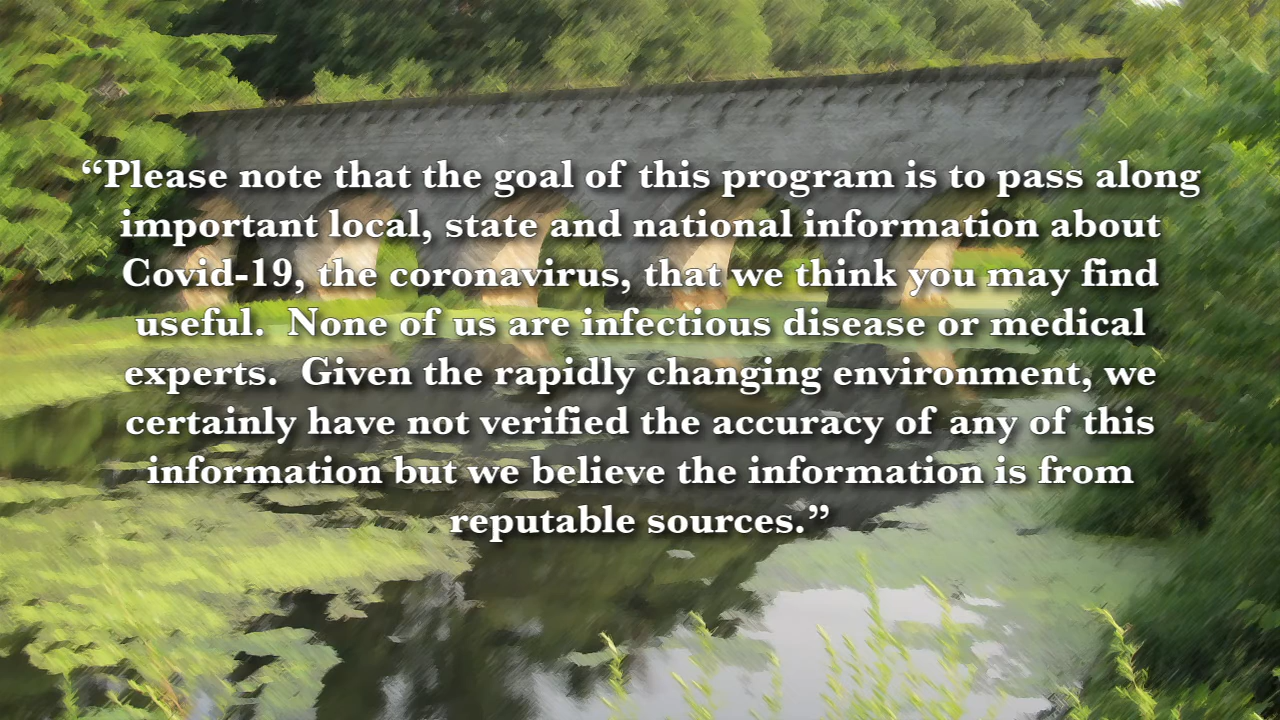 “Please note that the goal of this program is to pass along
important local, state and national information about
Covid-19, the coronavirus, that we think you may find
useful.  None of us are infectious disease or medical
experts.  Given the rapidly changing environment, we
certainly have not verified the accuracy of any of this
information but we believe the information is from
reputable sources.”